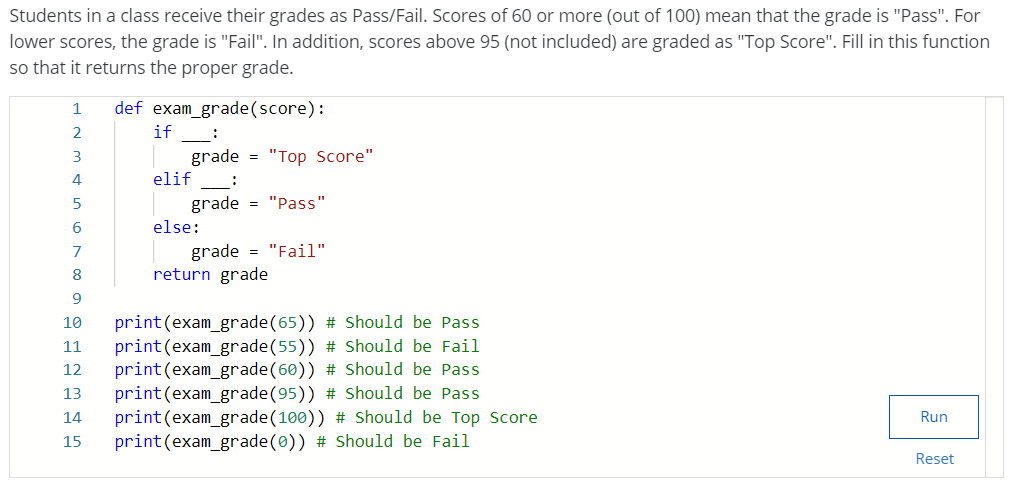 Students in a class receive their grades as Pass/Fail. Scores of 60 or more (out of 100) mean that the grade is "Pass". For
lower scores, the grade is "Fail". In addition, scores above 95 (not included) are graded as "Top Score". Fill in this function
so that it returns the proper grade.
1 def exam_grade(score):
2     if ___:
3         grade = "Top Score"
4     elif ___:
5         grade = "Pass"
6     else:
7         grade = "Fail"
8     return grade
9
10 print(exam_grade(65)) # Should be Pass
11 print(exam_grade(55)) # Should be Fail
12 print(exam_grade(60)) # Should be Pass
13 print(exam_grade(95)) # Should be Pass
14 print(exam_grade(100)) # Should be Top Score
15 print(exam_grade(0)) # Should be Fail
Run
Reset